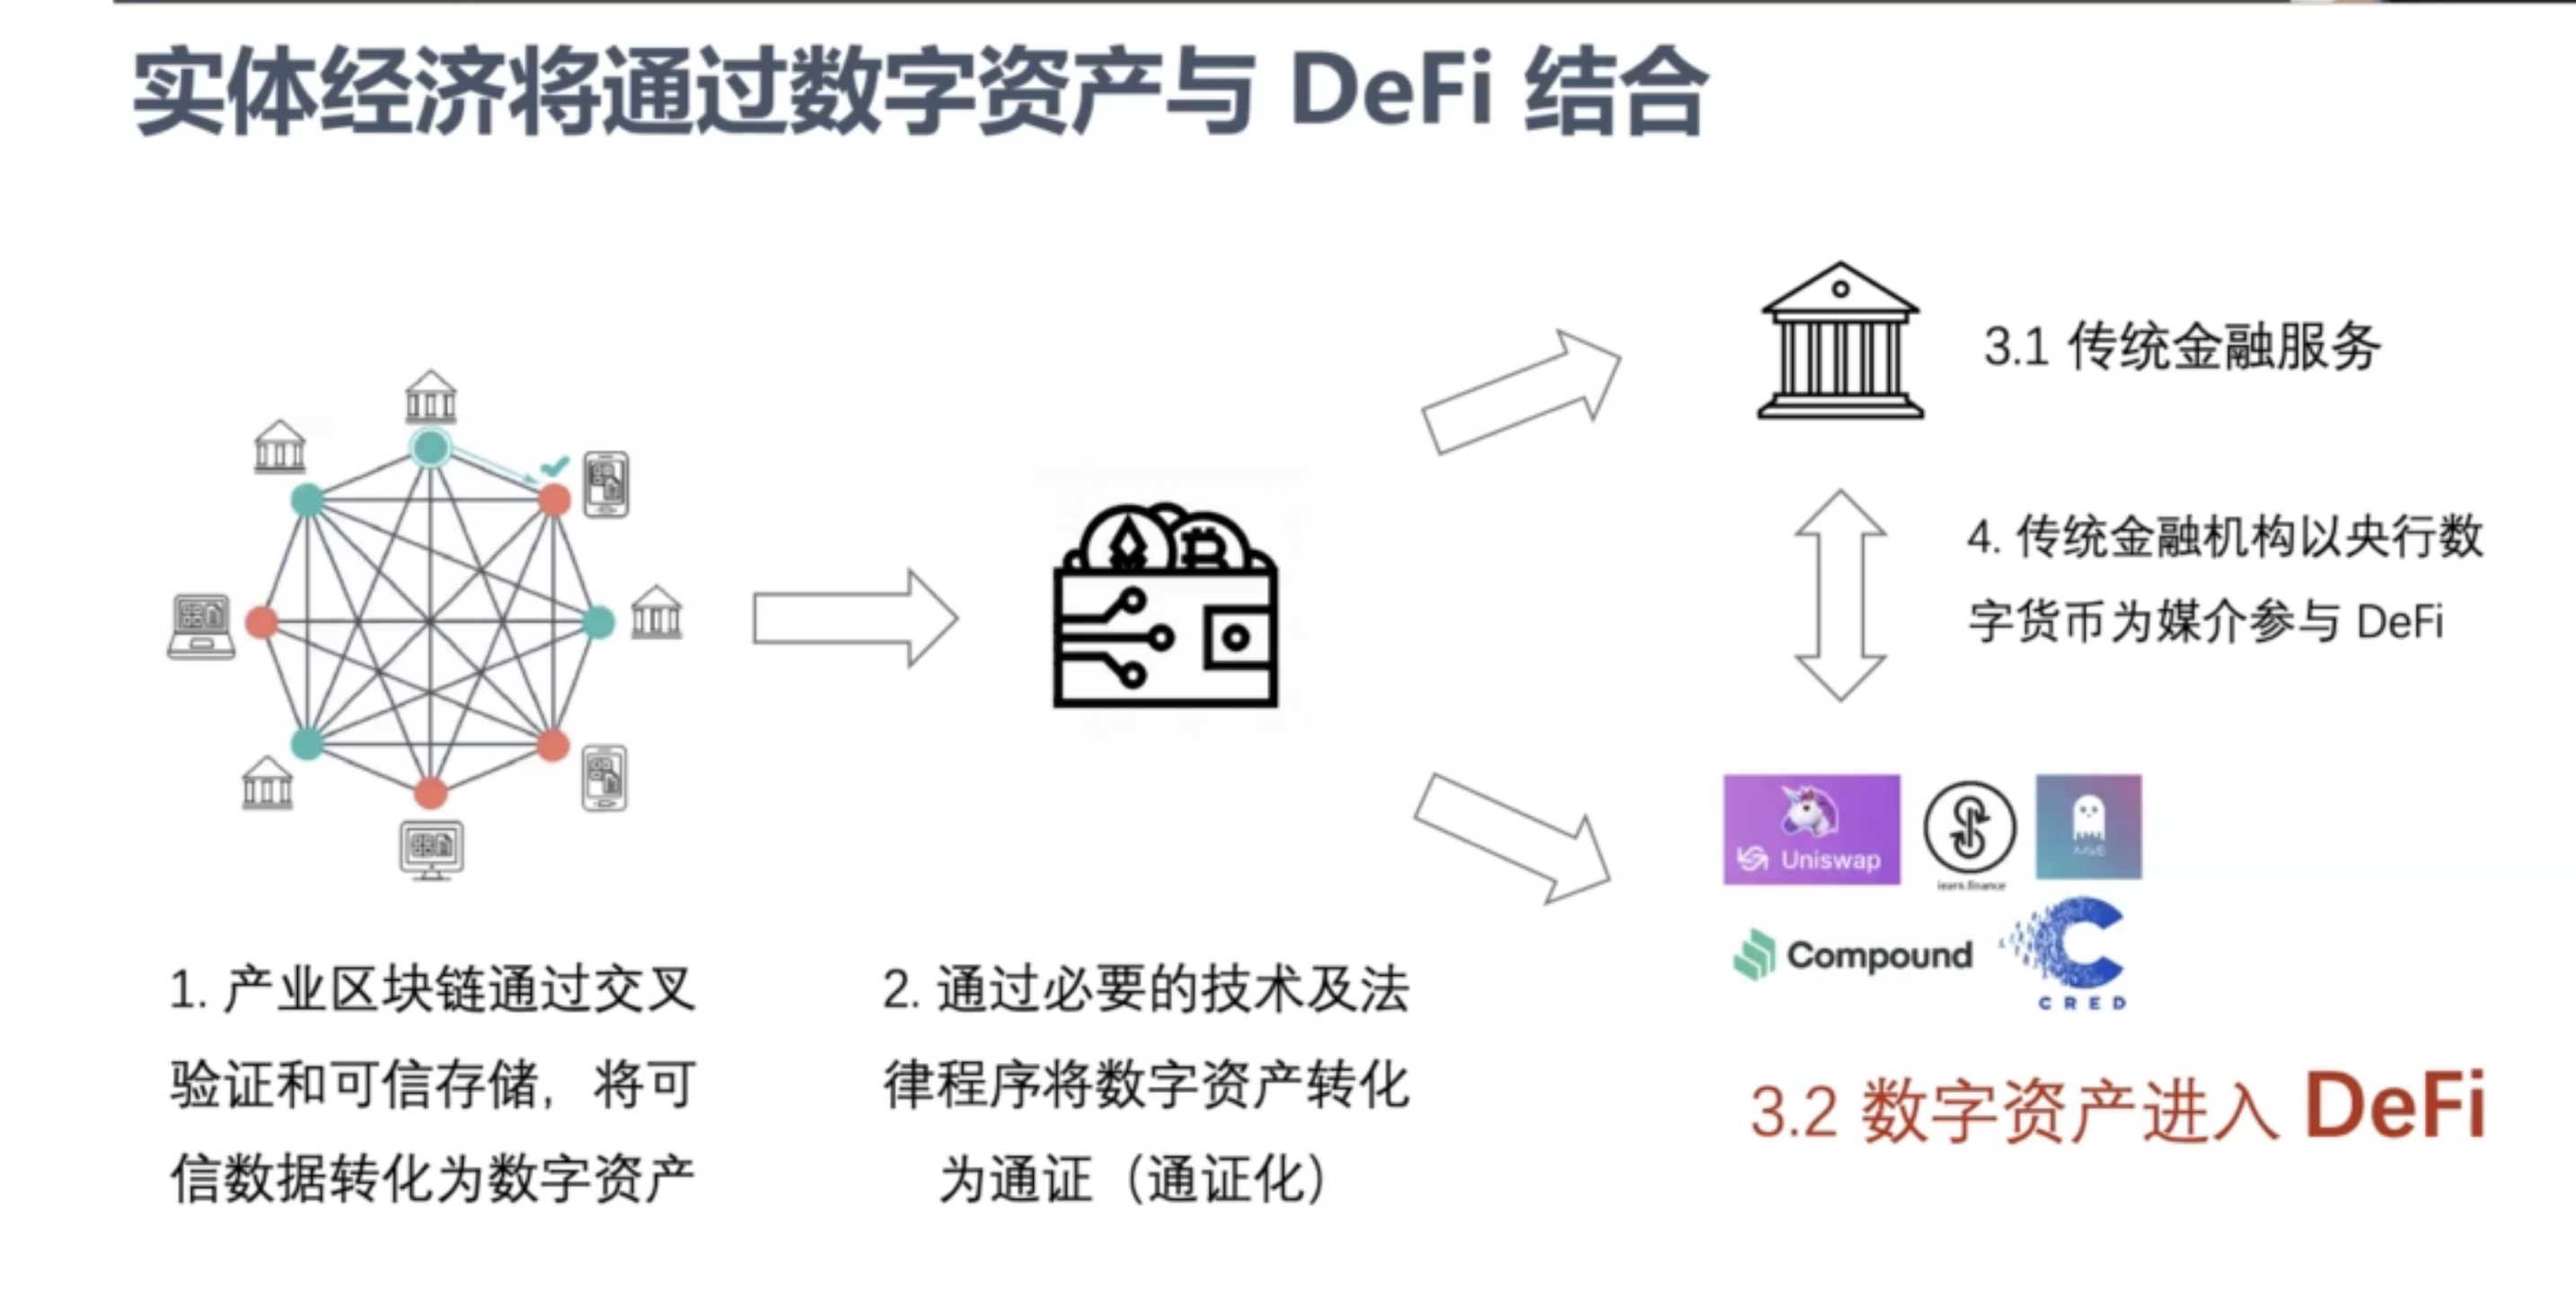 实体经济将通过数字资产与 DeFi 结合
3.1 传统金融服务
4. 传统金融机构以央行数
字货币为媒介参与 DeFi
Uniswap
AAVE
Compound
CRED
1. 产业区块链通过交叉
验证和可信存储，将可
信数据转化为数字资产
2. 通过必要的技术及法
律程序将数字资产转化
为通证（通证化）
3.2 数字资产进入 DeFi